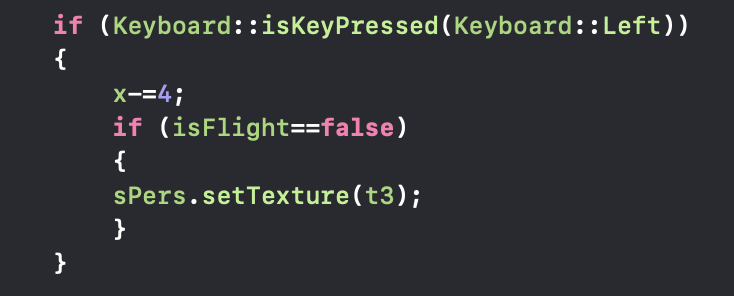 if (Keyboard::isKeyPressed(Keyboard::Left))
{
x-=4;
if (isFlight==false)
{
sPers.setTexture(t3);
}
}